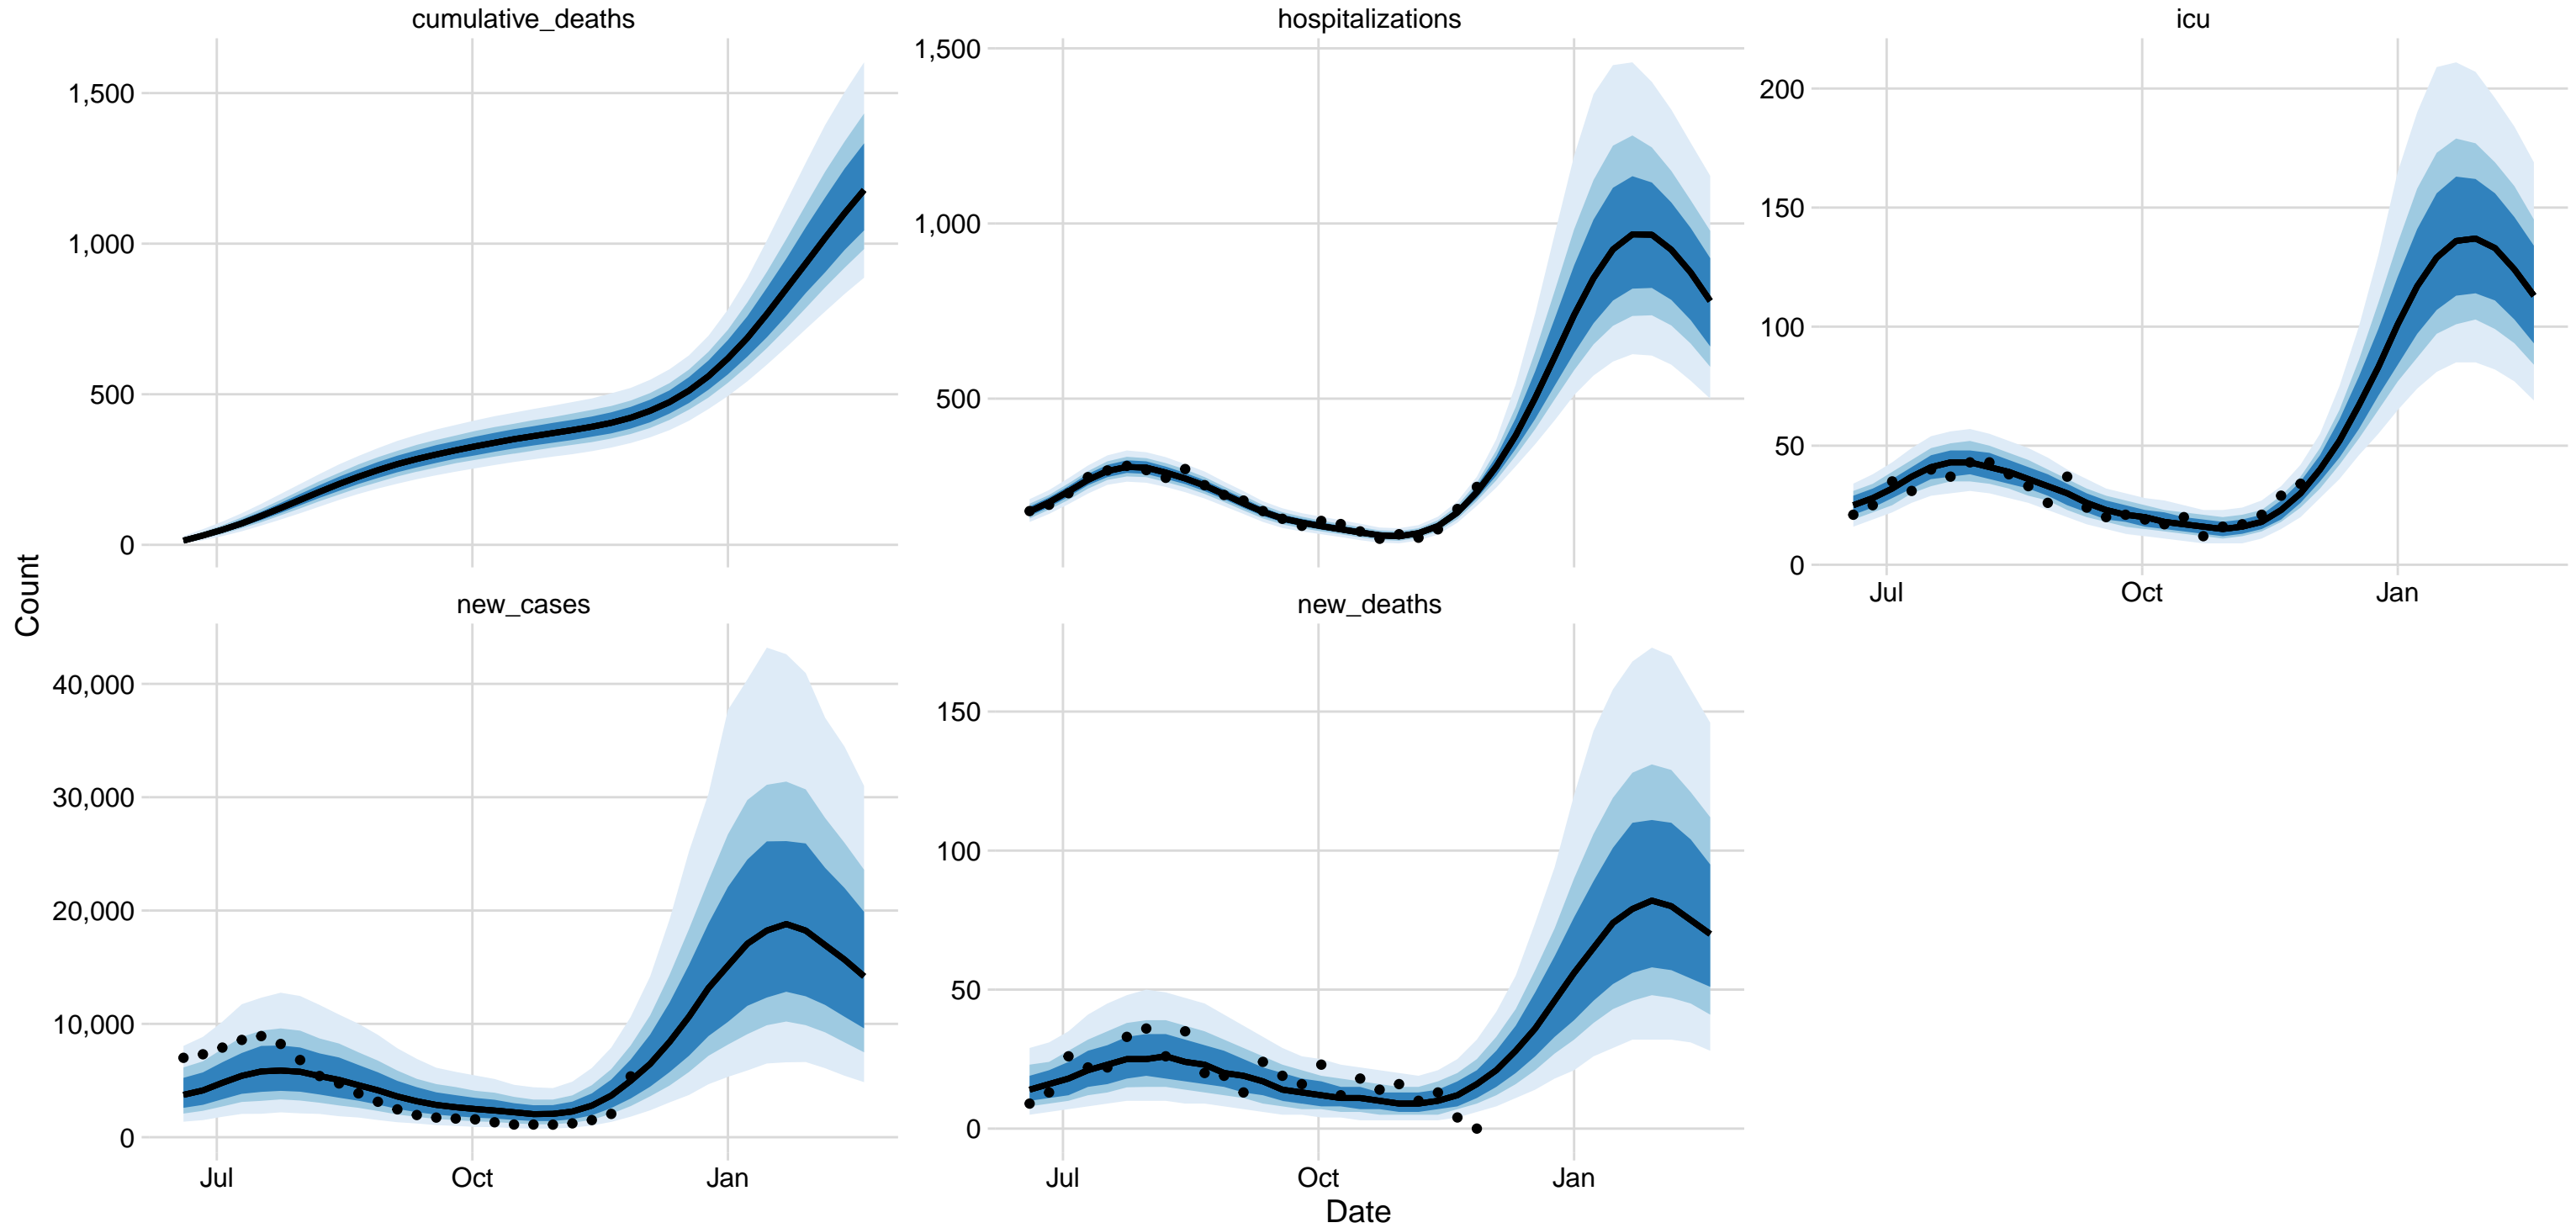 cumulative_deaths
hospitalizations
icu
1,500
1,000
500
0
1,500
1,000
500
200
150
100
50
0
Jul
Oct
Jan
Count
new_cases
new_deaths
40,000
30,000
20,000
10,000
0
150
100
50
0
Jul
Oct
Jan
Jul
Oct
Jan
Date